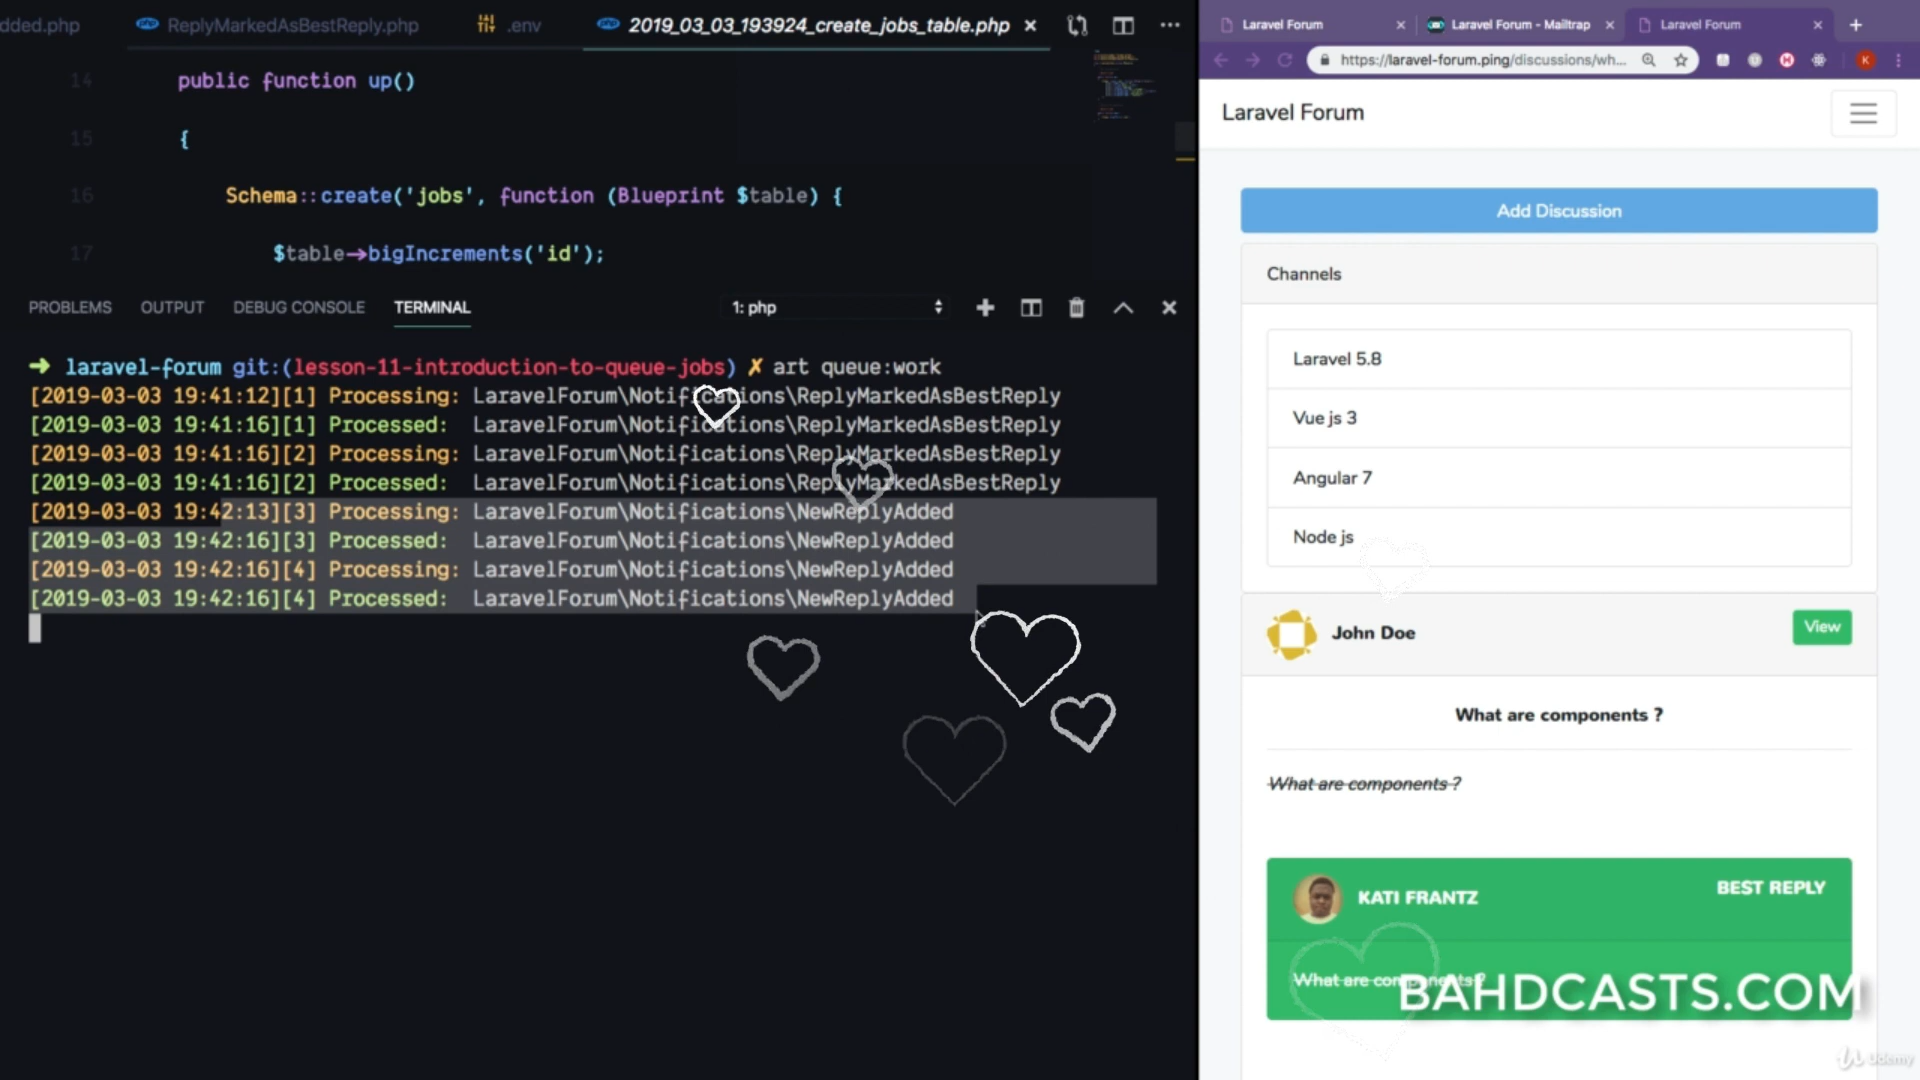 dded.php
ReplyMarkedAsBestReply.php
.env
2019_03_03_193924_create_jobs_table.php
14 public function up()
15 {
16 Schema::create('jobs', function (Blueprint $table) {
17 $table→bigIncrements('id');
PROBLEMS OUTPUT DEBUG CONSOLE TERMINAL 1: php
➜ laravel-forum git:(lesson-11-introduction-to-queue-jobs) ✗ art queue:work
[2019-03-03 19:41:12][1] Processing: LaravelForum\Notifications\ReplyMarkedAsBestReply
[2019-03-03 19:41:16][1] Processed: LaravelForum\Notifications\ReplyMarkedAsBestReply
[2019-03-03 19:41:16][2] Processing: LaravelForum\Notifications\ReplyMarkedAsBestReply
[2019-03-03 19:41:16][2] Processed: LaravelForum\Notifications\ReplyMarkedAsBestReply
[2019-03-03 19:42:13][3] Processing: LaravelForum\Notifications\NewReplyAdded
[2019-03-03 19:42:16][3] Processed: LaravelForum\Notifications\NewReplyAdded
[2019-03-03 19:42:16][4] Processing: LaravelForum\Notifications\NewReplyAdded
[2019-03-03 19:42:16][4] Processed: LaravelForum\Notifications\NewReplyAdded
Laravel Forum
Laravel Forum - Mailtrap
Laravel Forum
https://laravel-forum.ping/discussions/wh...
K
Laravel Forum
Add Discussion
Channels
Laravel 5.8
Vue js 3
Angular 7
Node js
John Doe
View
What are components ?
What are components ?
KATI FRANTZ
BEST REPLY
What are components ?
BAHDCASTS.COM
Udemy